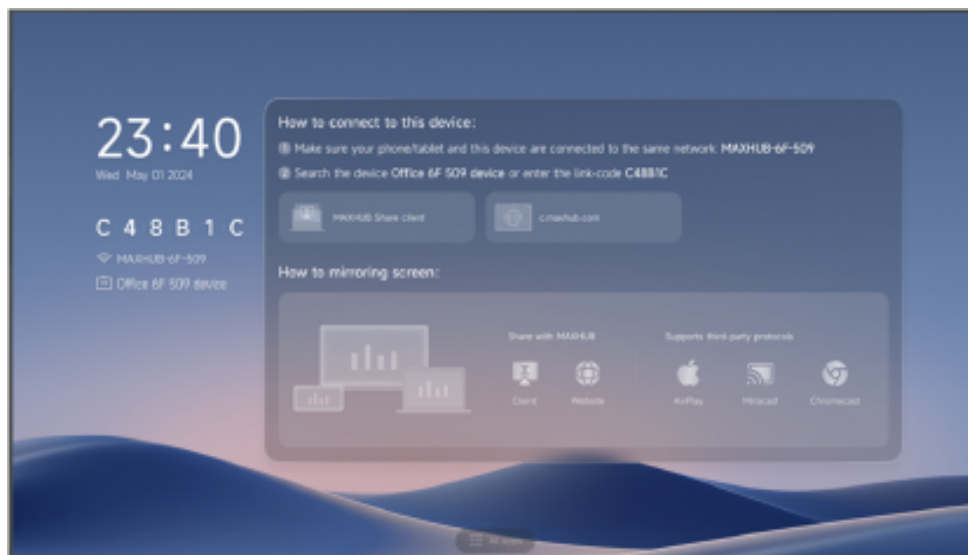 23:40
Wed May 01 2024
C48B1C
MAXHUB-6F-509
Office 6F 509 device
How to connect to this device:
1 Make sure your phone/tablet and this device are connected to the same network: MAXHUB-6F-509
2 Search the device Office 6F 509 device or enter the link-code C48B1C
MAXHUB Share client
c.maxhub.com
How to mirroring screen:
Share with MAXHUB
Supports third-party protocols
Client
Website
AirPlay
Miracast
Chromecast